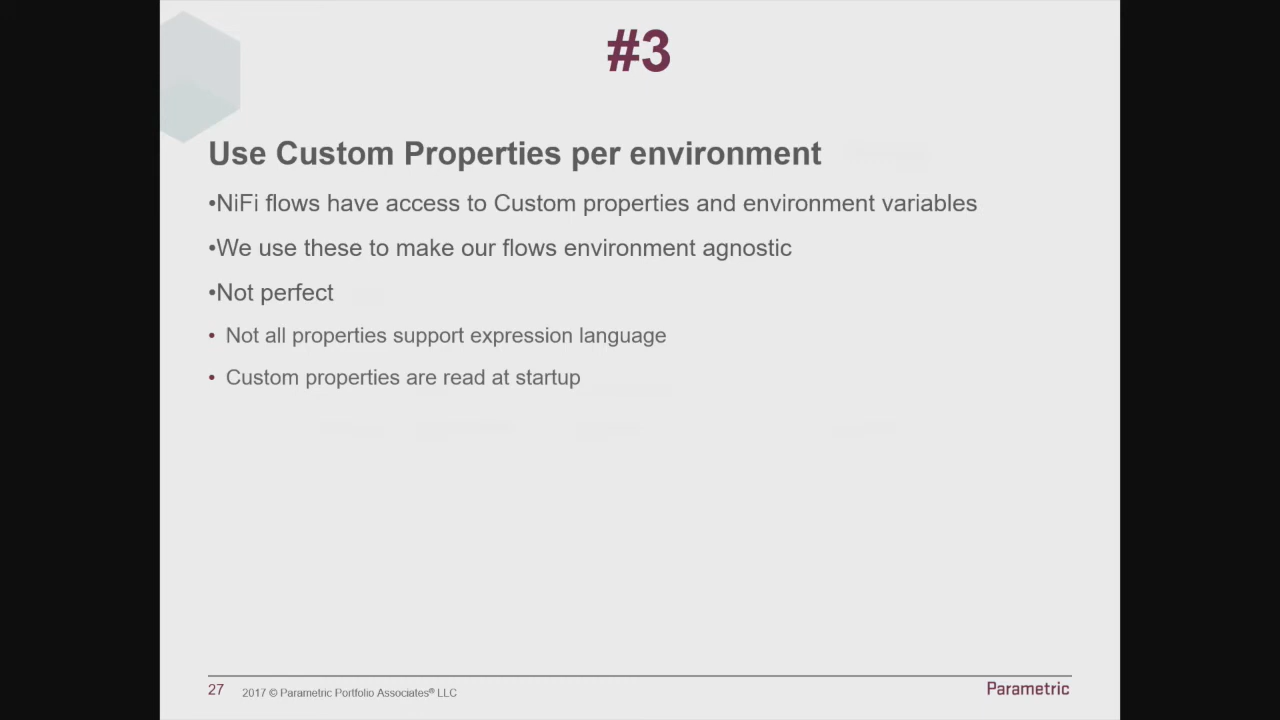 #3
Use Custom Properties per environment
•NiFi flows have access to Custom properties and environment variables
•We use these to make our flows environment agnostic
•Not perfect
• Not all properties support expression language
• Custom properties are read at startup
27 2017 © Parametric Portfolio Associates® LLC
Parametric